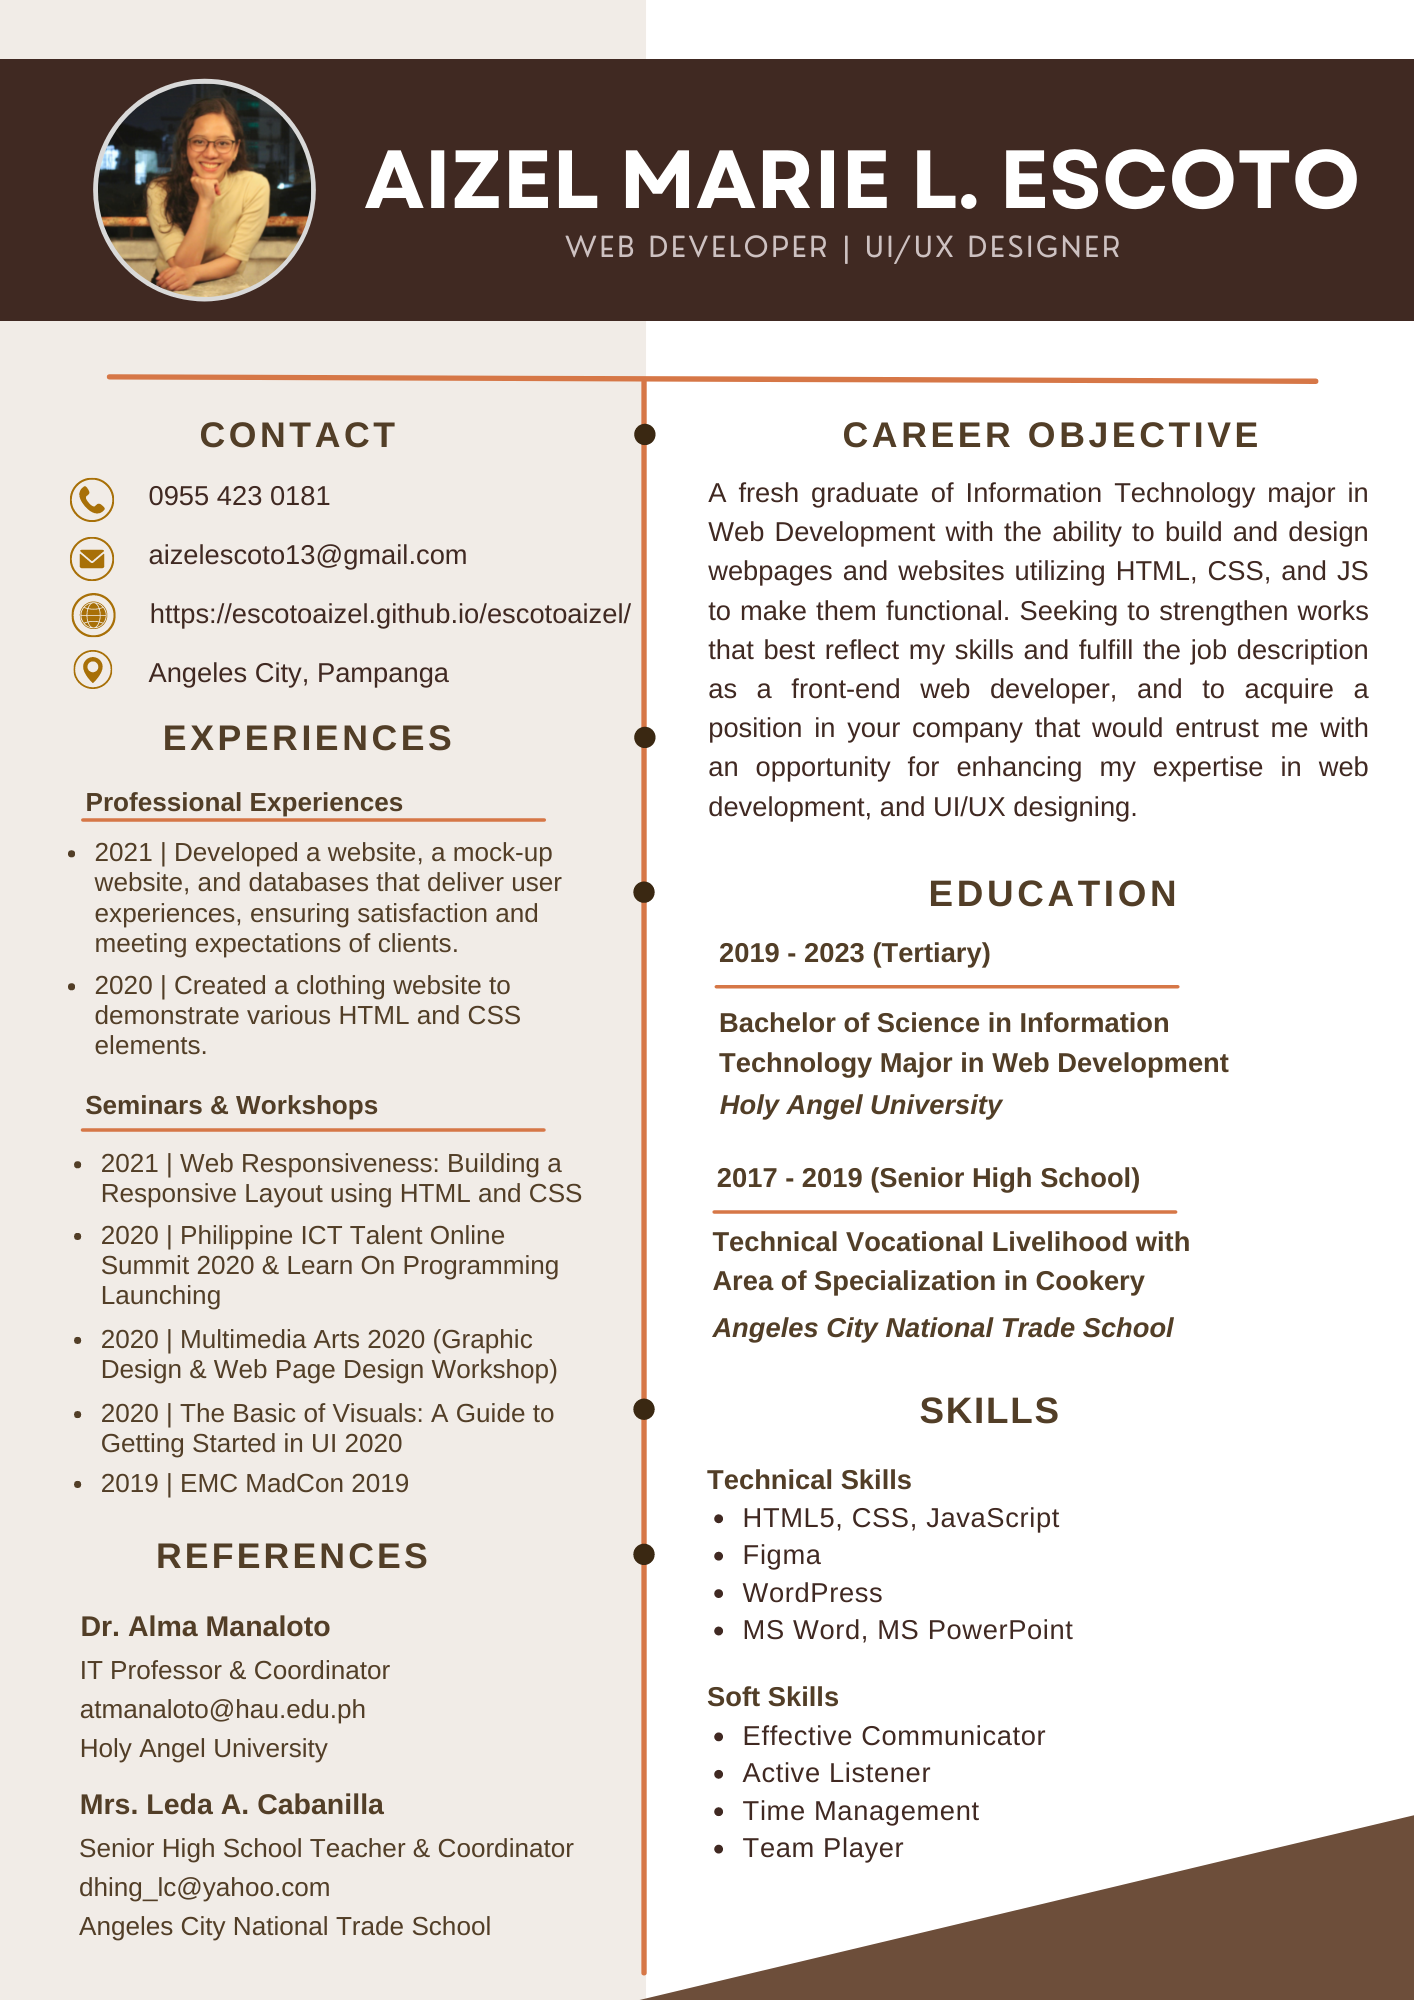 AIZEL MARIE L. ESCOTO
WEB DEVELOPER | UI/UX DESIGNER
CONTACT
0955 423 0181
aizelescoto13@gmail.com
https://escotoaizel.github.io/escotoaizel/
Angeles City, Pampanga
EXPERIENCES
Professional Experiences
• 2021 | Developed a website, a mock-up
website, and databases that deliver user
experiences, ensuring satisfaction and
meeting expectations of clients.
• 2020 | Created a clothing website to
demonstrate various HTML and CSS
elements.
Seminars & Workshops
• 2021 | Web Responsiveness: Building a
Responsive Layout using HTML and CSS
• 2020 | Philippine ICT Talent Online
Summit 2020 & Learn On Programming
Launching
• 2020 | Multimedia Arts 2020 (Graphic
Design & Web Page Design Workshop)
• 2020 | The Basic of Visuals: A Guide to
Getting Started in UI 2020
• 2019 | EMC MadCon 2019
REFERENCES
Dr. Alma Manaloto
IT Professor & Coordinator
atmanaloto@hau.edu.ph
Holy Angel University
Mrs. Leda A. Cabanilla
Senior High School Teacher & Coordinator
dhing_lc@yahoo.com
Angeles City National Trade School
CAREER OBJECTIVE
A fresh graduate of Information Technology major in
Web Development with the ability to build and design
webpages and websites utilizing HTML, CSS, and JS
to make them functional. Seeking to strengthen works
that best reflect my skills and fulfill the job description
as a front-end web developer, and to acquire a
position in your company that would entrust me with
an opportunity for enhancing my expertise in web
development, and UI/UX designing.
EDUCATION
2019 - 2023 (Tertiary)
Bachelor of Science in Information
Technology Major in Web Development
Holy Angel University
2017 - 2019 (Senior High School)
Technical Vocational Livelihood with
Area of Specialization in Cookery
Angeles City National Trade School
SKILLS
Technical Skills
• HTML5, CSS, JavaScript
• Figma
• WordPress
• MS Word, MS PowerPoint
Soft Skills
• Effective Communicator
• Active Listener
• Time Management
• Team Player